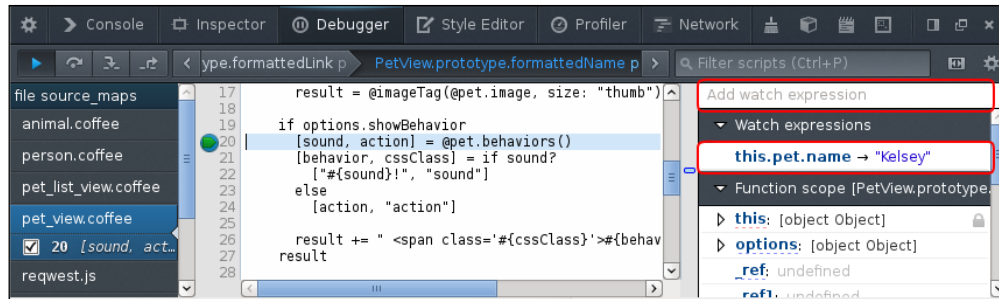 Console Inspector Debugger Style Editor Profiler Network
ype.formattedLink p PetView.prototype.formattedName p Filter scripts (Ctrl+P)
file source_maps
animal.coffee
person.coffee
pet_list_view.coffee
pet_view.coffee
20 [sound, act…
reqwest.js
17 result = @imageTag(@pet.image, size: "thumb")
18
19 if options.showBehavior
20 [sound, action] = @pet.behaviors()
21 [behavior, cssClass] = if sound?
22 ["#{sound}!", "sound"]
23 else
24 [action, "action"]
25
26 result += " <span class='#{cssClass}'>#{behav
27 result
28
Add watch expression
Watch expressions
this.pet.name → "Kelsey"
Function scope [PetView.prototype.
this: [object Object]
options: [object Object]
_ref: undefined
_ref1: undefined